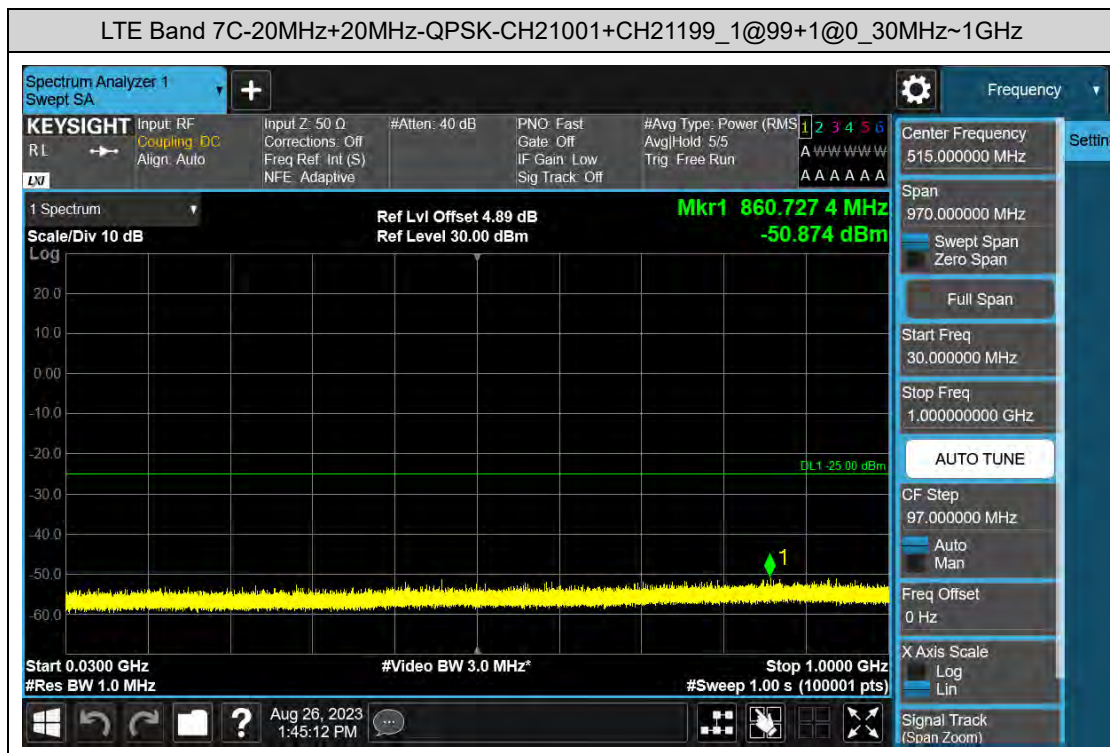 LTE Band 7C-20MHz+20MHz-QPSK-CH21001+CH21199_1@99+1@0_30MHz~1GHz
Spectrum Analyzer 1
Swept SA
+
Frequency
KEYSIGHT
R L
LXI
Input: RF
Coupling: DC
Align: Auto
Input Z: 50 Ω
Corrections: Off
Freq Ref: Int (S)
NFE: Adaptive
#Atten: 40 dB
PNO: Fast
Gate: Off
IF Gain: Low
Sig Track: Off
#Avg Type: Power (RMS
Avg|Hold: 5/5
Trig: Free Run
1 2 3 4 5 6
A W W W W W
A A A A A A
Center Frequency
515.000000 MHz
Settin
Span
970.000000 MHz
Swept Span
Zero Span
Full Span
Start Freq
30.000000 MHz
Stop Freq
1.000000000 GHz
AUTO TUNE
CF Step
97.000000 MHz
Auto
Man
Freq Offset
0 Hz
X Axis Scale
Log
Lin
Signal Track
(Span Zoom)
1 Spectrum
Scale/Div 10 dB
Log
Ref Lvl Offset 4.89 dB
Ref Level 30.00 dBm
Mkr1 860.727 4 MHz
-50.874 dBm
20.0
10.0
0.00
-10.0
-20.0
-30.0
-40.0
-50.0
-60.0
DL1 -25.00 dBm
1
Start 0.0300 GHz
#Res BW 1.0 MHz
#Video BW 3.0 MHz*
Stop 1.0000 GHz
#Sweep 1.00 s (100001 pts)
?
Aug 26, 2023
1:45:12 PM